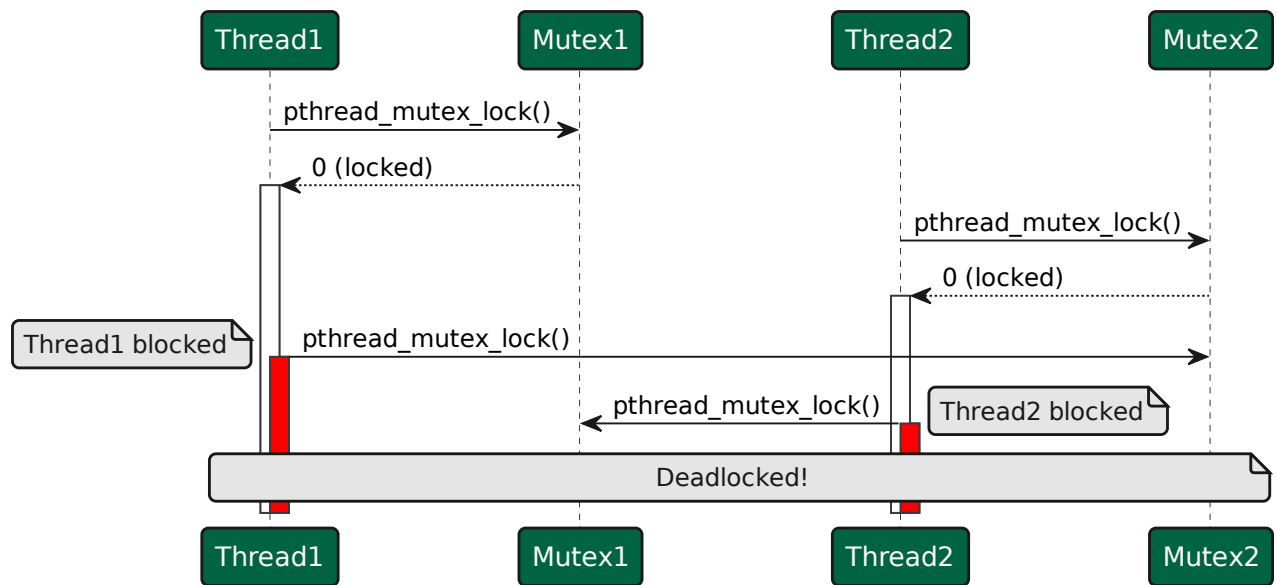 Thread1
Mutex1
Thread2
Mutex2
pthread_mutex_lock()
0 (locked)
pthread_mutex_lock()
0 (locked)
Thread1 blocked
pthread_mutex_lock()
pthread_mutex_lock()
Thread2 blocked
Deadlocked!
Thread1
Mutex1
Thread2
Mutex2